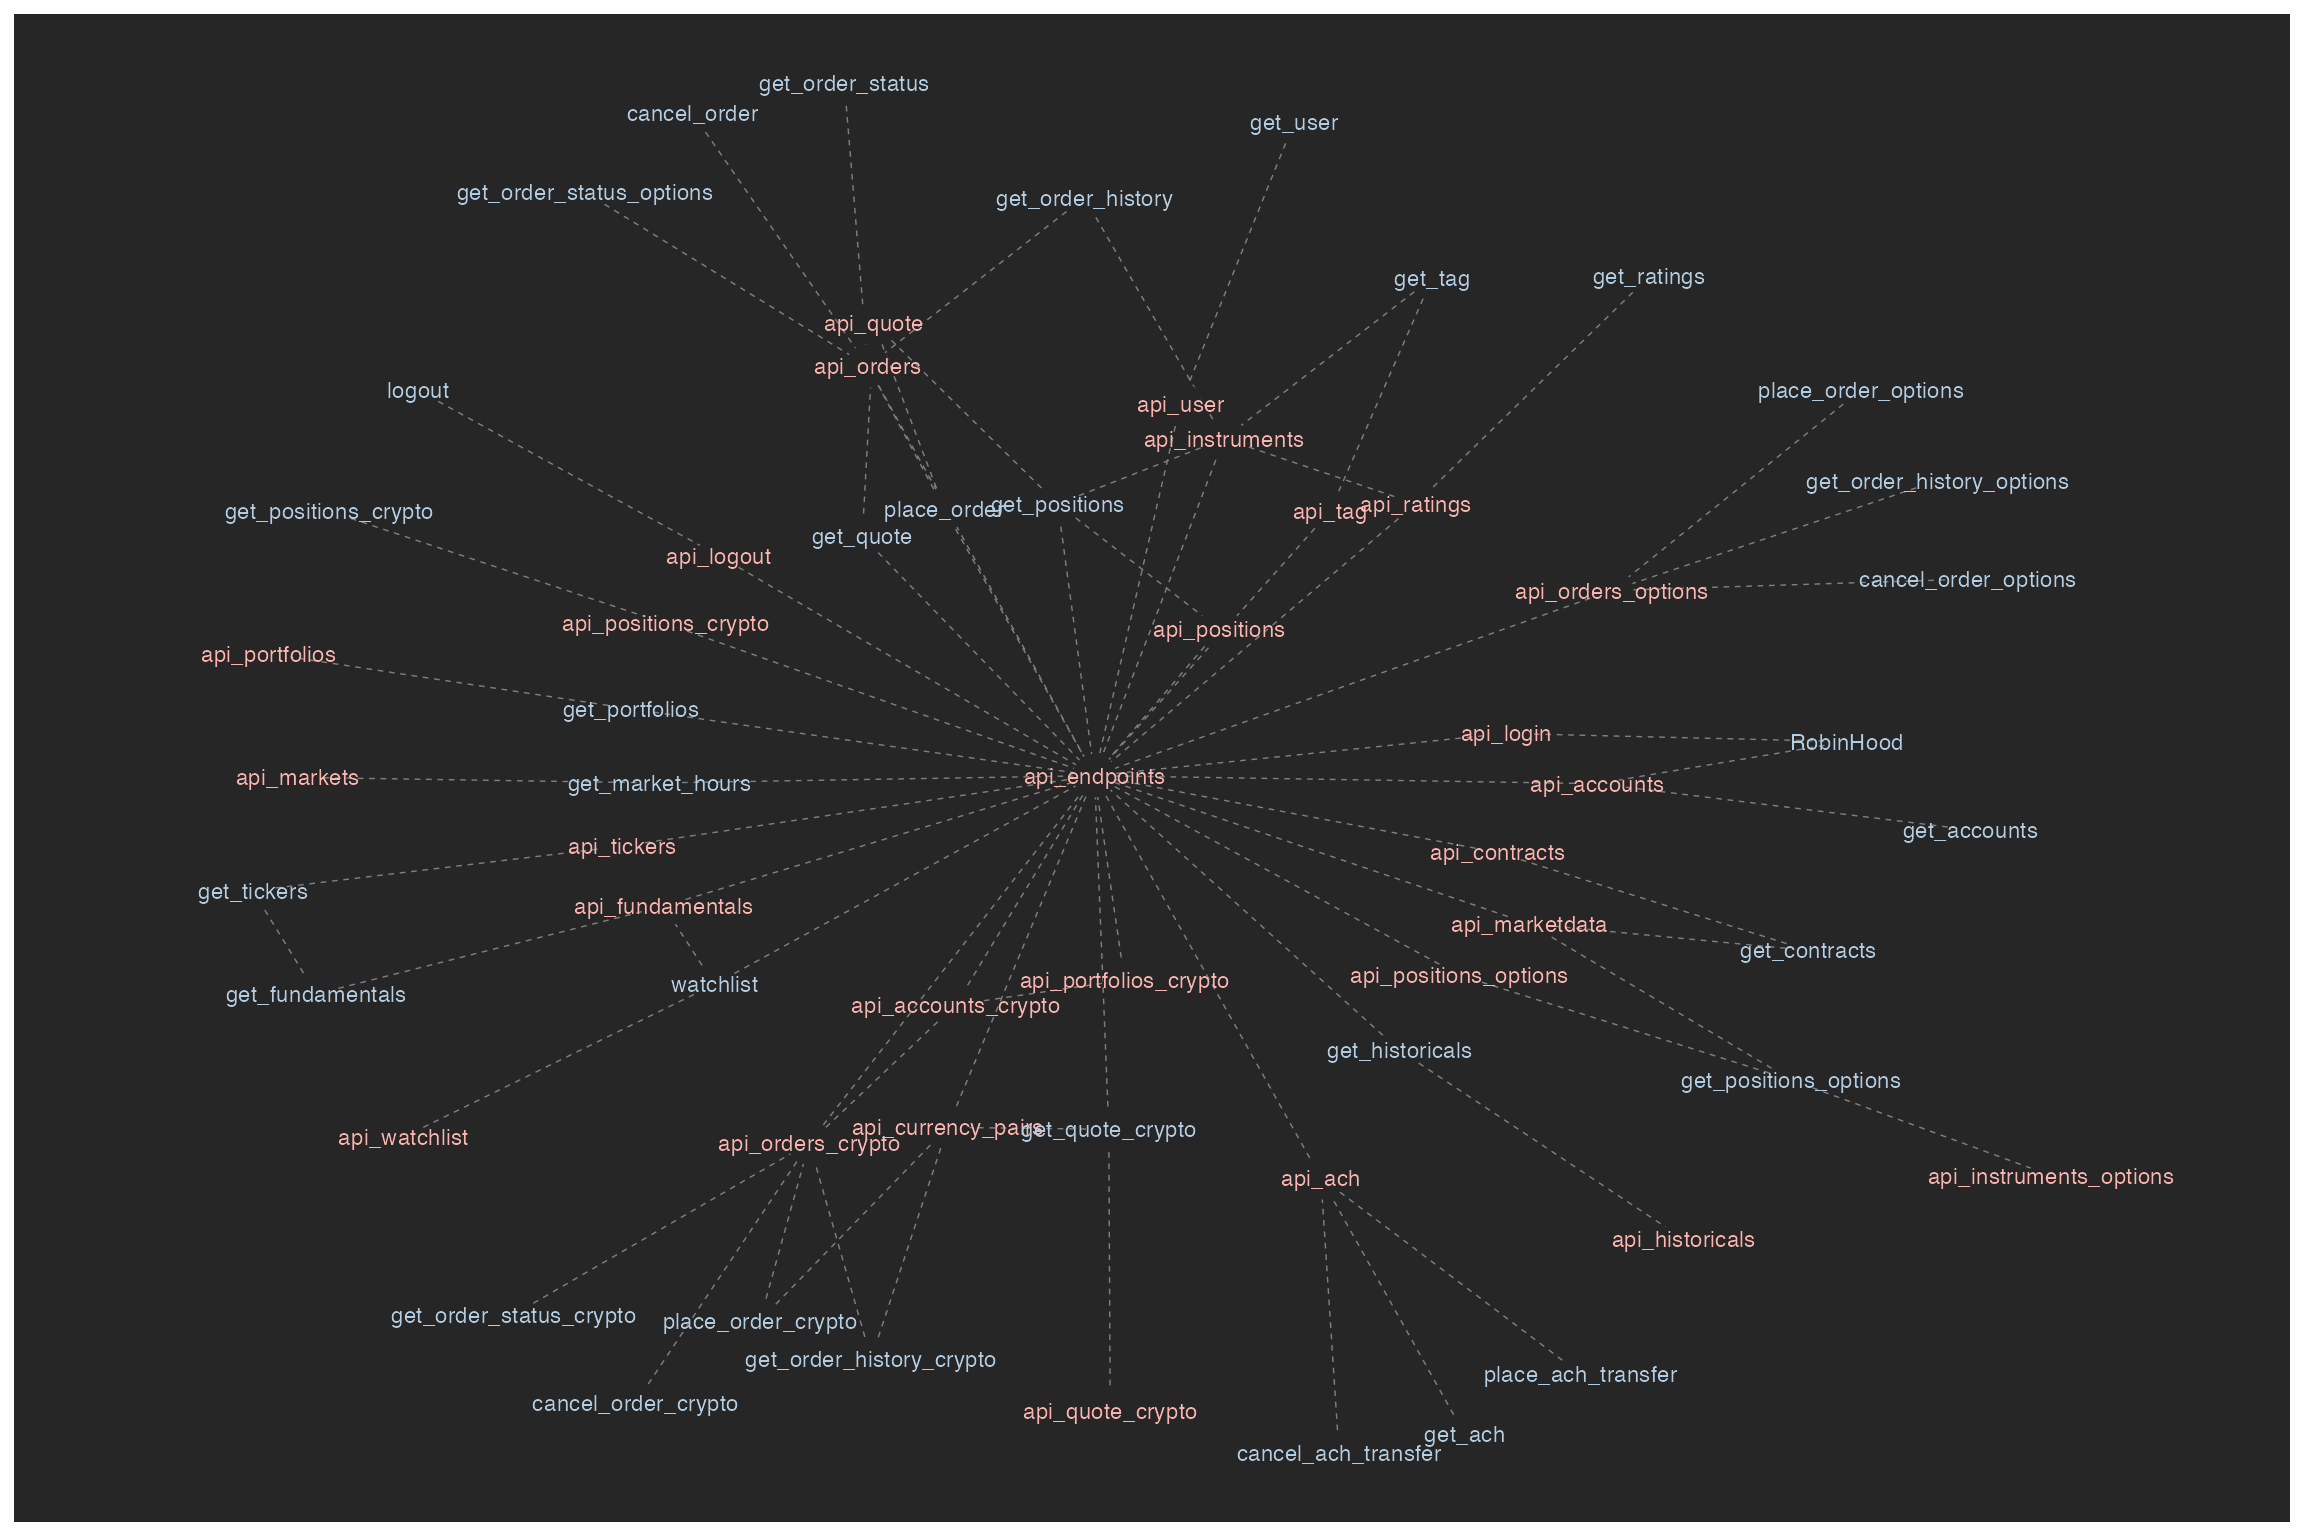 get_order_status
cancel_order
get_user
get_order_status_options
get_order_history
get_tag
get_ratings
api_quote
api_orders
logout
place_order_options
api_user
api_instruments
get_order_history_options
get_positions_crypto
place_order
get_positions
api_tag
api_ratings
get_quote
api_logout
cancel_order_options
api_orders_options
api_positions_crypto
api_positions
api_portfolios
get_portfolios
api_login
RobinHood
api_markets
get_market_hours
api_endpoints
api_accounts
get_accounts
api_tickers
api_contracts
get_tickers
api_fundamentals
api_marketdata
get_contracts
get_fundamentals
watchlist
api_portfolios_crypto
api_positions_options
api_accounts_crypto
get_historicals
get_positions_options
api_watchlist
api_orders_crypto
api_currency_pairs
get_quote_crypto
api_ach
api_instruments_options
api_historicals
get_order_status_crypto
place_order_crypto
get_order_history_crypto
place_ach_transfer
cancel_order_crypto
api_quote_crypto
get_ach
cancel_ach_transfer